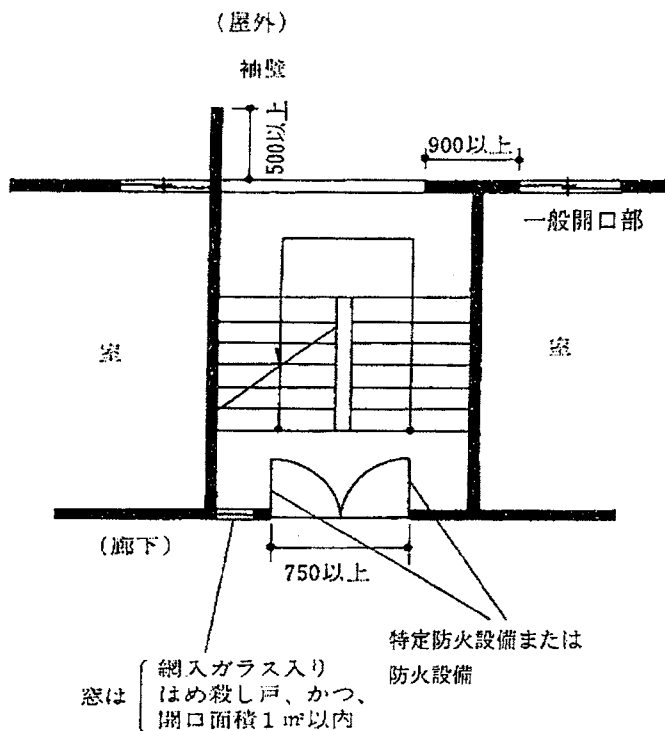 (屋外)
袖壁
500以上
900以上
一般開口部
室
室
(廊下)
750以上
特定防火設備または
防火設備
窓は
網入ガラス入り
はめ殺し戸、かつ、
開口面積1㎡以内